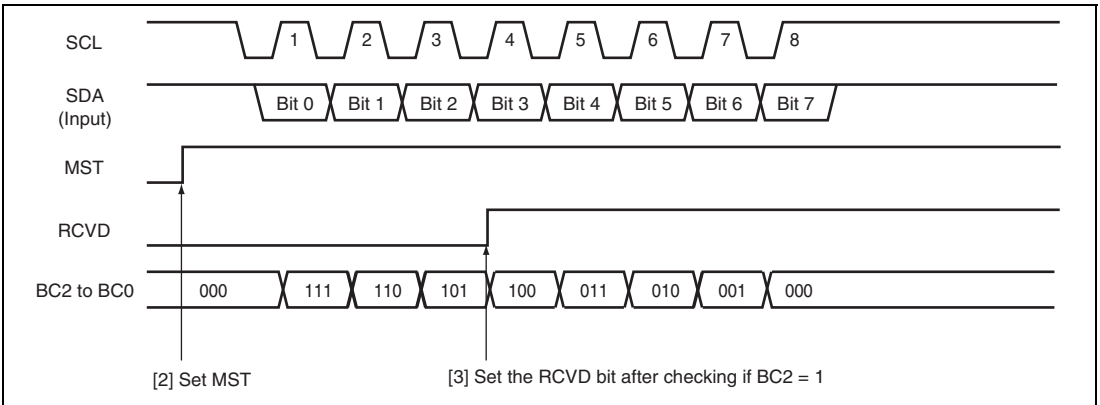 SCL 1 2 3 4 5 6 7 8
SDA
(Input)
Bit 0 Bit 1 Bit 2 Bit 3 Bit 4 Bit 5 Bit 6 Bit 7
MST
RCVD
BC2 to BC0 000 111 110 101 100 011 010 001 000
[2] Set MST [3] Set the RCVD bit after checking if BC2 = 1